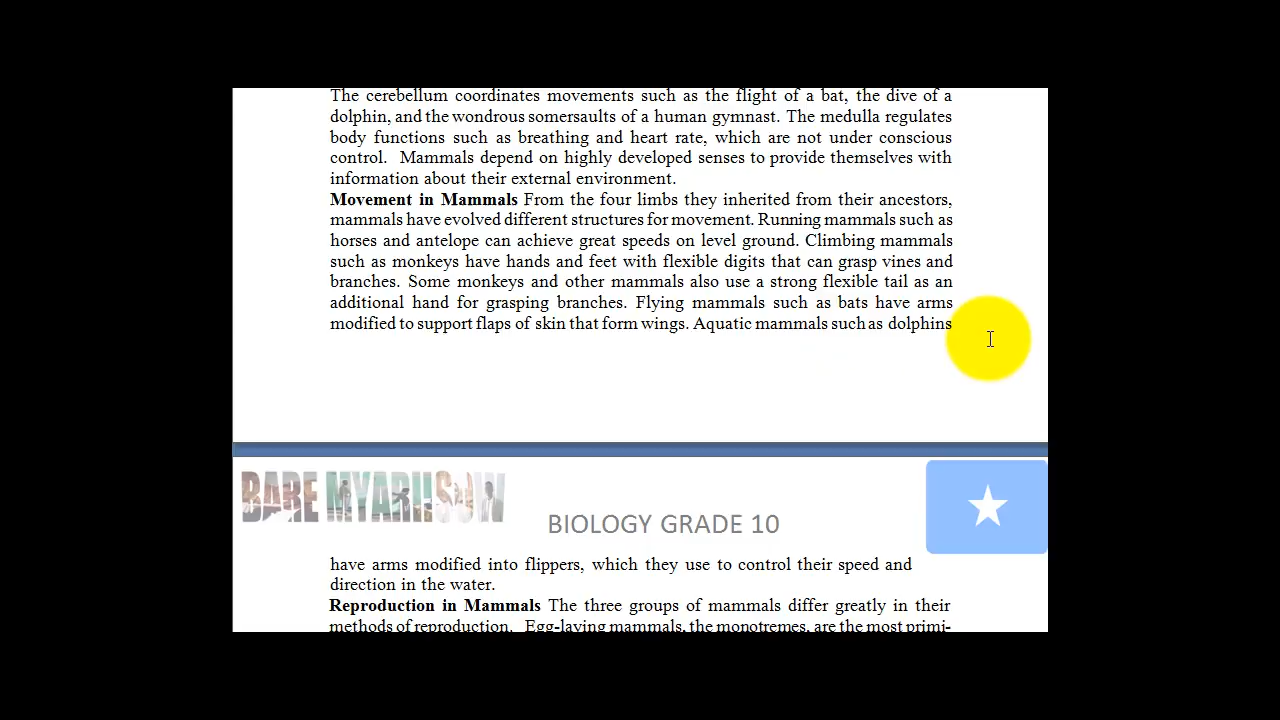 The cerebellum coordinates movements such as the flight of a bat, the dive of a
dolphin, and the wondrous somersaults of a human gymnast. The medulla regulates
body functions such as breathing and heart rate, which are not under conscious
control. Mammals depend on highly developed senses to provide themselves with
information about their external environment.
Movement in Mammals From the four limbs they inherited from their ancestors,
mammals have evolved different structures for movement. Running mammals such as
horses and antelope can achieve great speeds on level ground. Climbing mammals
such as monkeys have hands and feet with flexible digits that can grasp vines and
branches. Some monkeys and other mammals also use a strong flexible tail as an
additional hand for grasping branches. Flying mammals such as bats have arms
modified to support flaps of skin that form wings. Aquatic mammals such as dolphins
BARE MYARIISOW
BIOLOGY GRADE 10
have arms modified into flippers, which they use to control their speed and
direction in the water.
Reproduction in Mammals The three groups of mammals differ greatly in their
methods of reproduction. Egg-laying mammals, the monotremes, are the most primi-